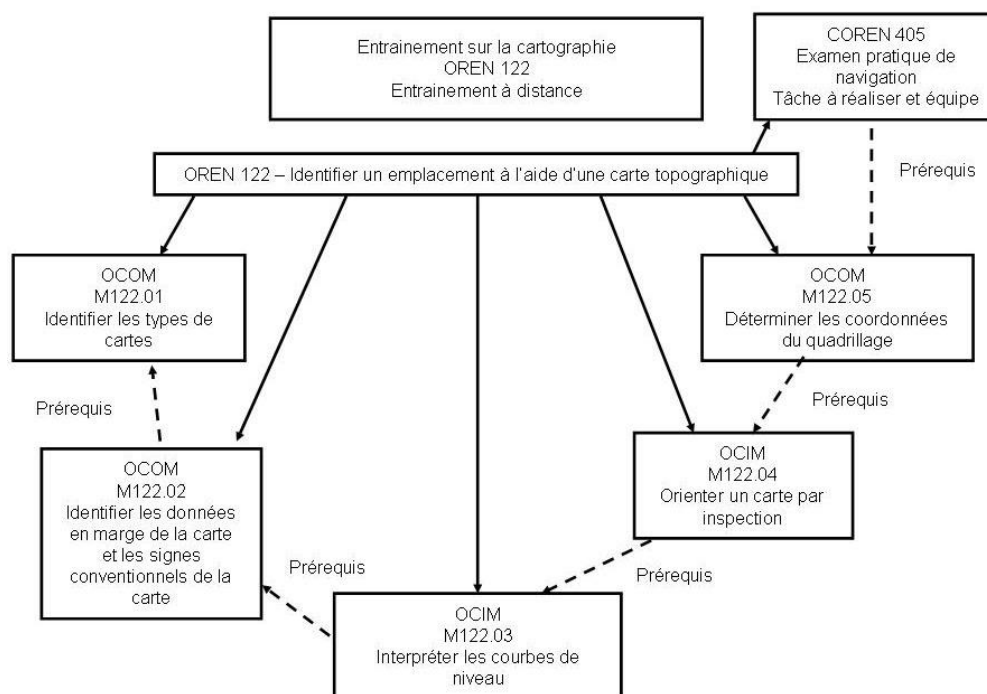 Entrainement sur la cartographie
OREN 122
Entrainement à distance
COREN 405
Examen pratique de
navigation
Tâche à réaliser et équipe
OREN 122 – Identifier un emplacement à l'aide d'une carte topographique
Prérequis
OCOM
M122.01
Identifier les types de
cartes
OCOM
M122.05
Déterminer les coordonnées
du quadrillage
Prérequis
Prérequis
OCOM
M122.02
Identifier les données
en marge de la carte
et les signes
conventionnels de la
carte
OCIM
M122.04
Orienter un carte par
inspection
Prérequis
Prérequis
OCIM
M122.03
Interpréter les courbes de
niveau